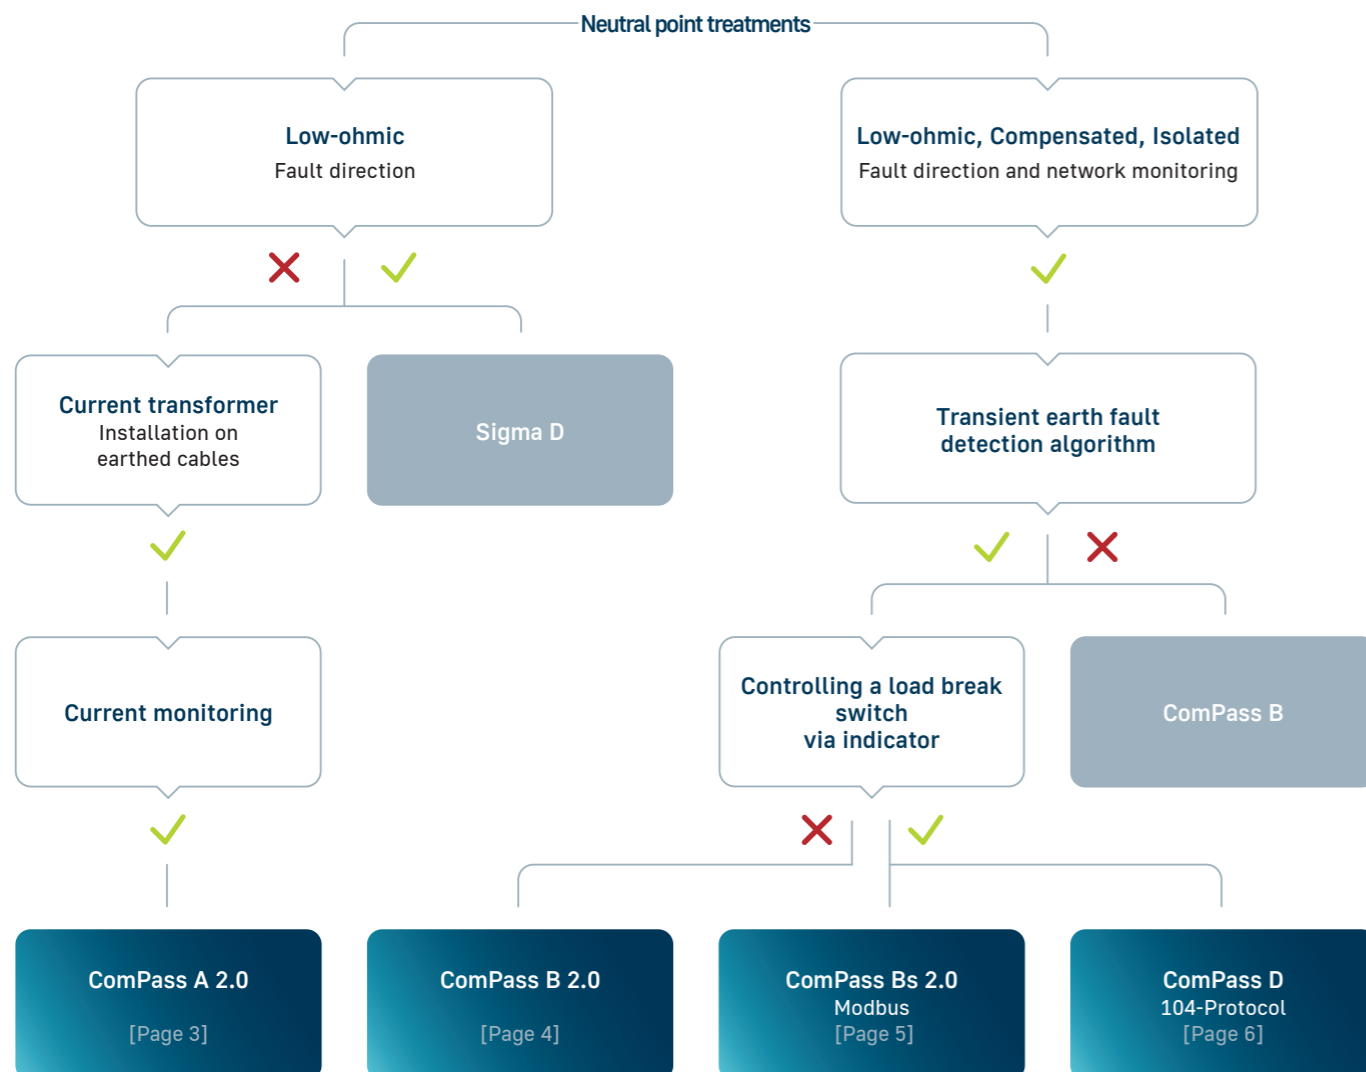 Neutral point treatments
Low-ohmic
Fault direction
Low-ohmic, Compensated, Isolated
Fault direction and network monitoring
Current transformer
Installation on
earthed cables
Sigma D
Transient earth fault
detection algorithm
Current monitoring
Controlling a load break
switch
via indicator
ComPass B
ComPass A 2.0
[Page 3]
ComPass B 2.0
[Page 4]
ComPass Bs 2.0
Modbus
[Page 5]
ComPass D
104-Protocol
[Page 6]